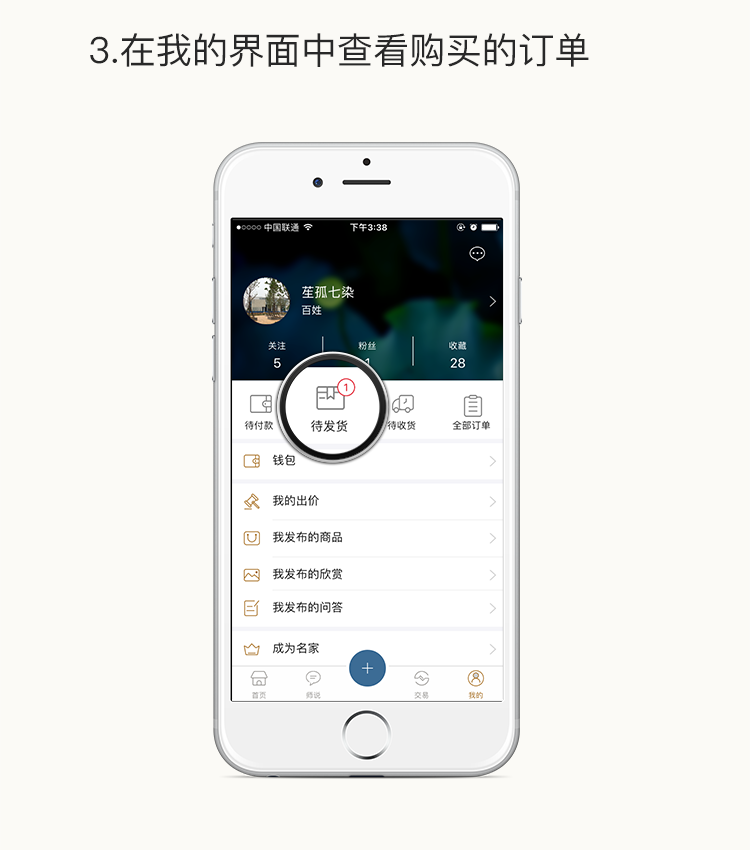 3.在我的界面中查看购买的订单
中国联通 下午3:38
茳孤七染
百姓
关注 粉丝 收藏
5 1 28
1
待付款 待发货 待收货 全部订单
钱包
我的出价
我发布的商品
我发布的欣赏
我发布的问答
成为名家
首页 师说 交易 我的